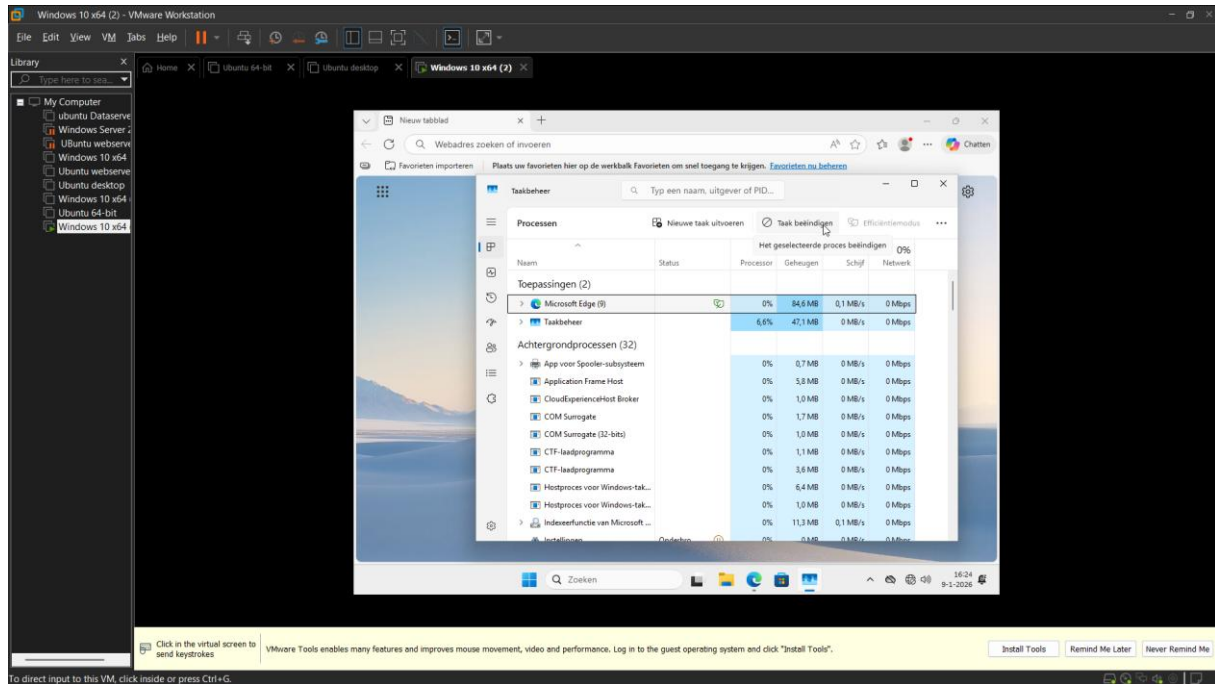 Windows 10 x64 (2) - VMware Workstation
File Edit View VM Tabs Help
Library
Type here to sea...
Home Ubuntu 64-bit Ubuntu desktop Windows 10 x64 (2)
My Computer
ubuntu Dataserve
Windows Server 2
UBuntu webserve
Windows 10 x64
Ubuntu webserve
Ubuntu desktop
Windows 10 x64
Ubuntu 64-bit
Windows 10 x64
Nieuw tabblad
Webadres zoeken of invoeren
Chatten
Favorieten importeren Plaats uw favorieten hier op de werkbalk Favorieten om snel toegang te krijgen. Favorieten nu beheren
Taakbeheer Typ een naam, uitgever of PID...
Processen Nieuwe taak uitvoeren Taak beëindigen Efficiëntiemodus
Het geselecteerde proces beëindigen 0%
Naam Status Processor Geheugen Schijf Netwerk
Toepassingen (2)
Microsoft Edge (9) 0% 84,6 MB 0,1 MB/s 0 Mbps
Taakbeheer 6,6% 47,1 MB 0 MB/s 0 Mbps
Achtergrondprocessen (32)
App voor Spooler-subsysteem 0% 0,7 MB 0 MB/s 0 Mbps
Application Frame Host 0% 5,8 MB 0 MB/s 0 Mbps
CloudExperienceHost Broker 0% 1,0 MB 0 MB/s 0 Mbps
COM Surrogate 0% 1,7 MB 0 MB/s 0 Mbps
COM Surrogate (32-bits) 0% 1,0 MB 0 MB/s 0 Mbps
CTF-laadprogramma 0% 1,1 MB 0 MB/s 0 Mbps
CTF-laadprogramma 0% 3,6 MB 0 MB/s 0 Mbps
Hostproces voor Windows-tak... 0% 6,4 MB 0 MB/s 0 Mbps
Hostproces voor Windows-tak... 0% 1,0 MB 0 MB/s 0 Mbps
Indexeerfunctie van Microsoft ... 0% 11,3 MB 0,1 MB/s 0 Mbps
Instellingen Onderbro... 0% 0 MB 0 MB/s 0 Mbps
Zoeken
16:24
9-1-2026
Click in the virtual screen to
send keystrokes
VMware Tools enables many features and improves mouse movement, video and performance. Log in to the guest operating system and click "Install Tools".
Install Tools Remind Me Later Never Remind Me
To direct input to this VM, click inside or press Ctrl+G.